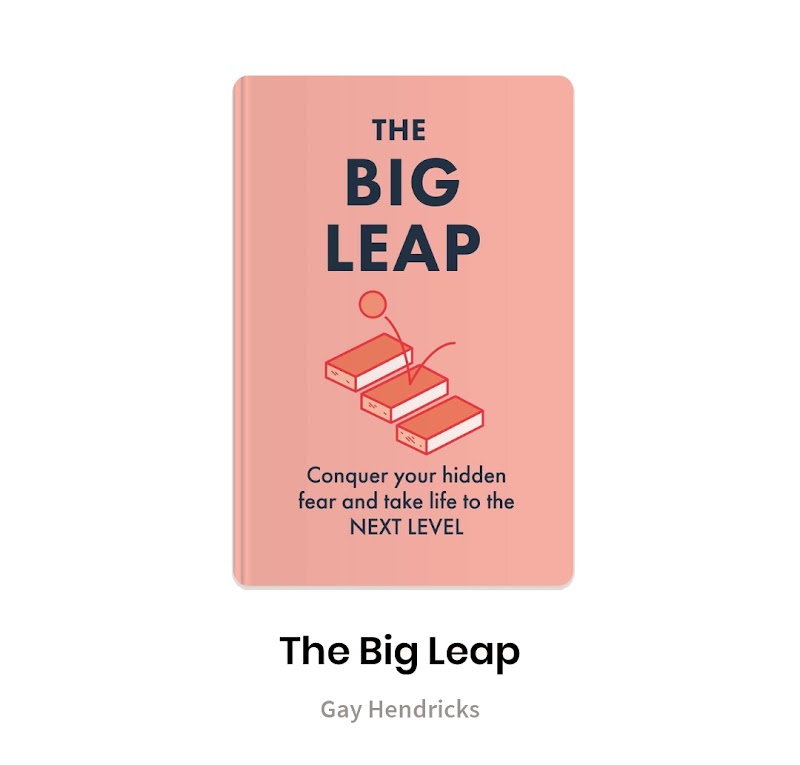 THE
BIG
LEAP
Conquer your hidden
fear and take life to the
NEXT LEVEL
The Big Leap
Gay Hendricks